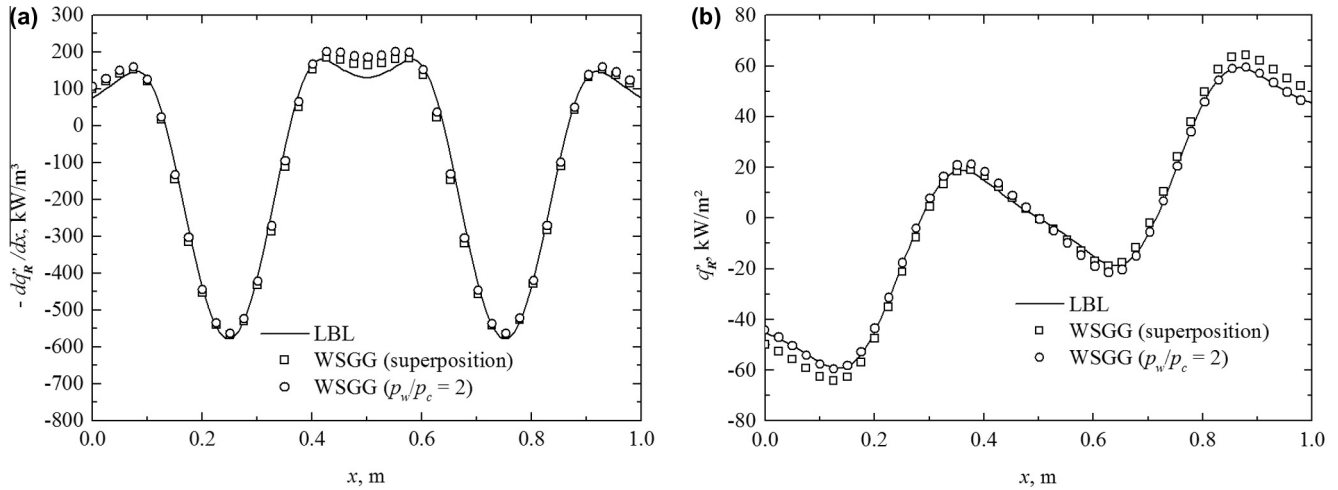 (a)
300
200
100
0
-100
-200
-300
-400
-500
-600
-700
-800
- dq″R /dx, kW/m³
LBL
WSGG (superposition)
WSGG (pw/pc = 2)
0.0 0.2 0.4 0.6 0.8 1.0
x, m
(b)
80
60
40
20
0
-20
-40
-60
-80
q″R, kW/m²
LBL
WSGG (superposition)
WSGG (pw/pc = 2)
0.0 0.2 0.4 0.6 0.8 1.0
x, m